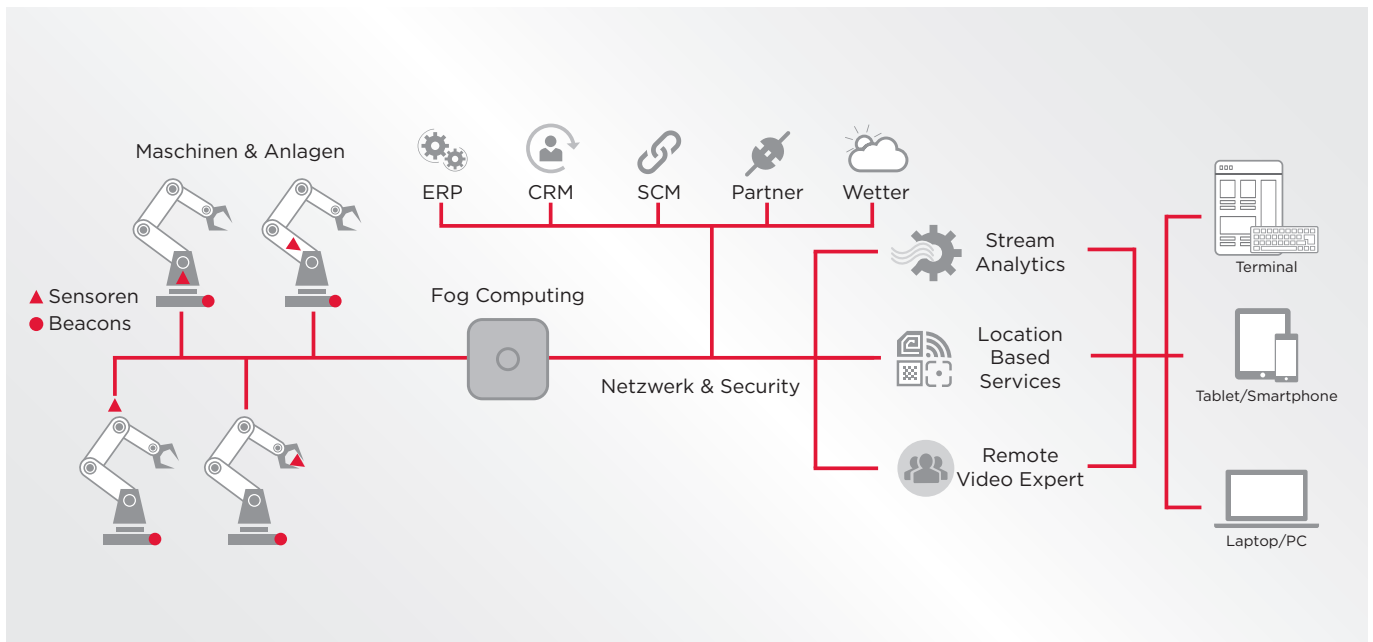 Maschinen & Anlagen
Sensoren
Beacons
Fog Computing
ERP
CRM
SCM
Partner
Wetter
Netzwerk & Security
Stream
Analytics
Location
Based
Services
Remote
Video Expert
Terminal
Tablet/Smartphone
Laptop/PC